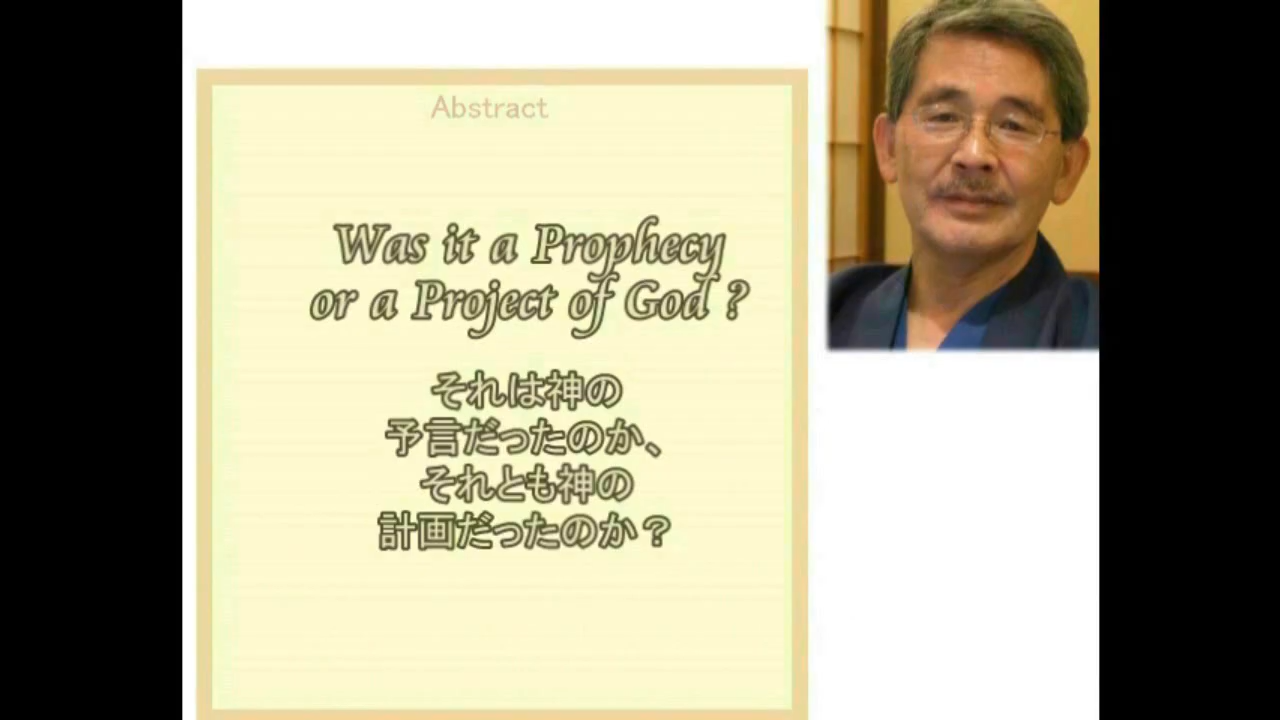 Abstract
Was it a Prophecy
or a Project of God ?
それは神の
予言だったのか、
それとも神の
計画だったのか？